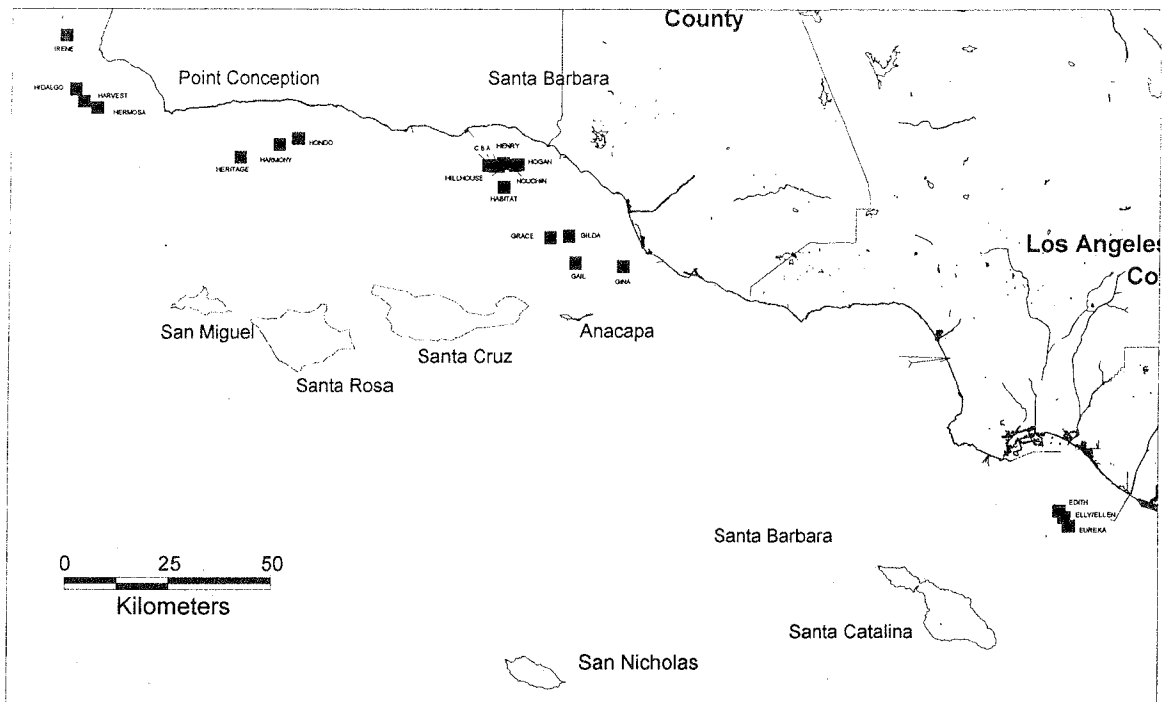 County
IRENE
Point Conception
Santa Barbara
HIDALGO
HARVEST
HERMOSA
HONDO
HARMONY
HERITAGE
C B A
HENRY
HOGAN
HILLHOUSE
HOUCHIN
HABITAT
GRACE
GILDA
GAIL
GINA
Los Angeles
Co
San Miguel
Anacapa
Santa Cruz
Santa Rosa
EDITH
ELLY/ELLEN
EUREKA
Santa Barbara
0 25 50
Kilometers
Santa Catalina
San Nicholas